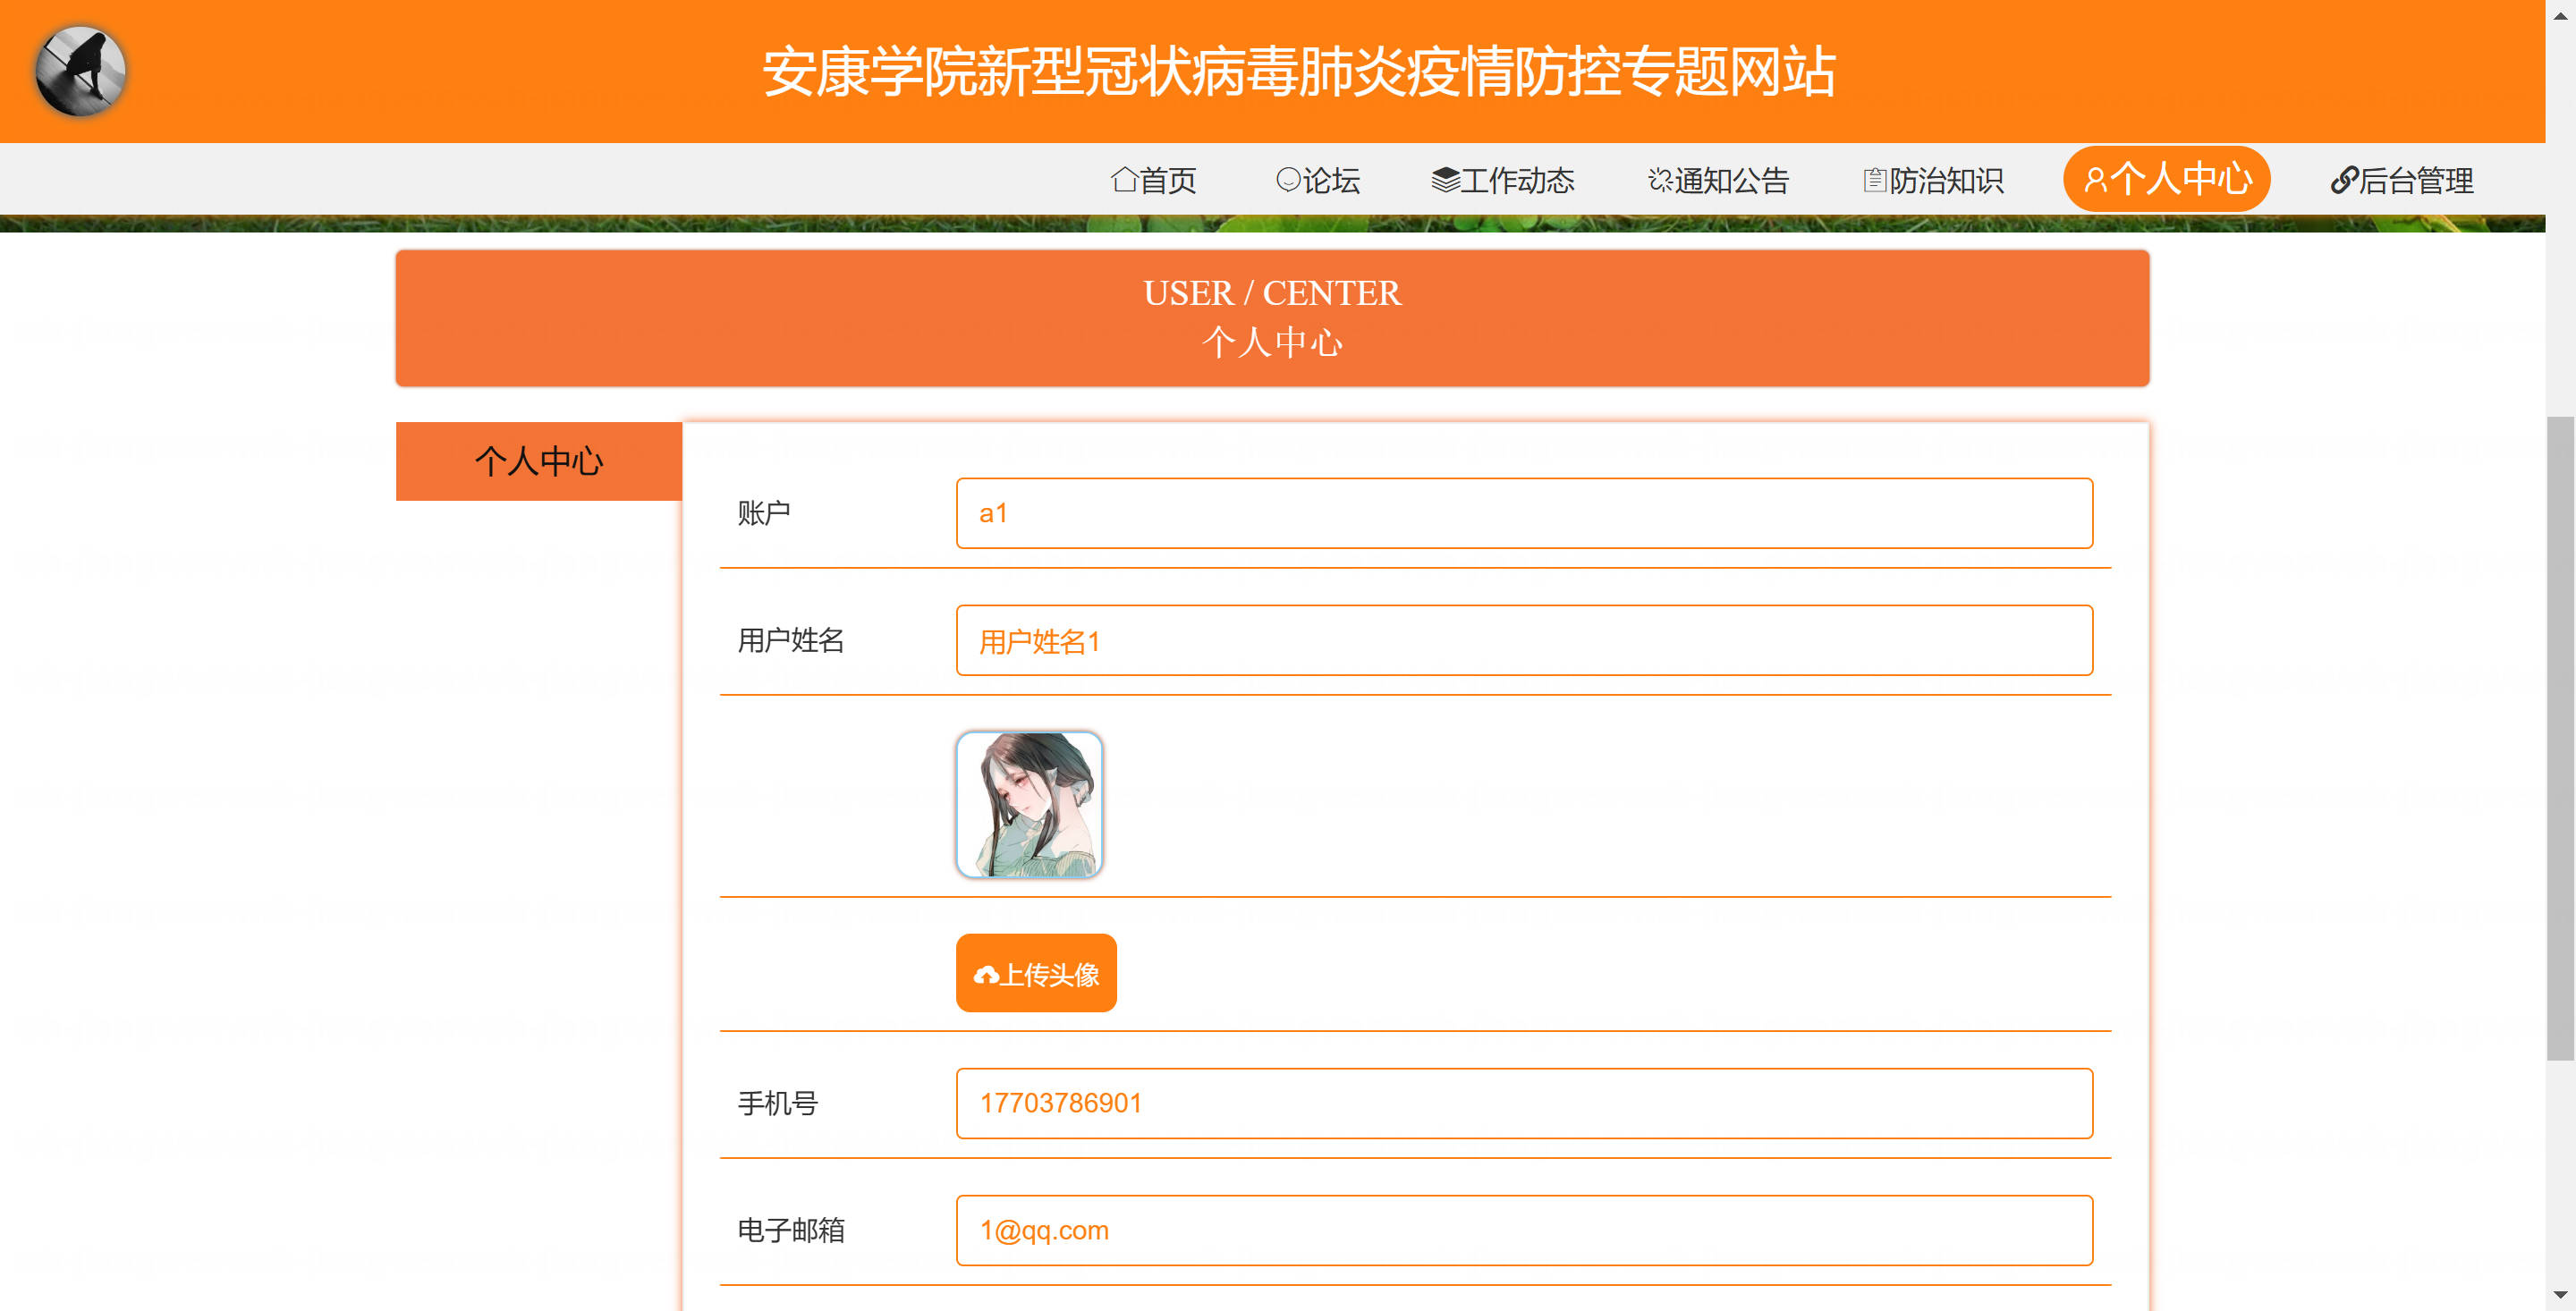 安康学院新型冠状病毒肺炎疫情防控专题网站
首页 论坛 工作动态 通知公告 防治知识 个人中心 后台管理
USER / CENTER
个人中心
个人中心
账户 a1
用户姓名 用户姓名1
上传头像
手机号 17703786901
电子邮箱 1@qq.com